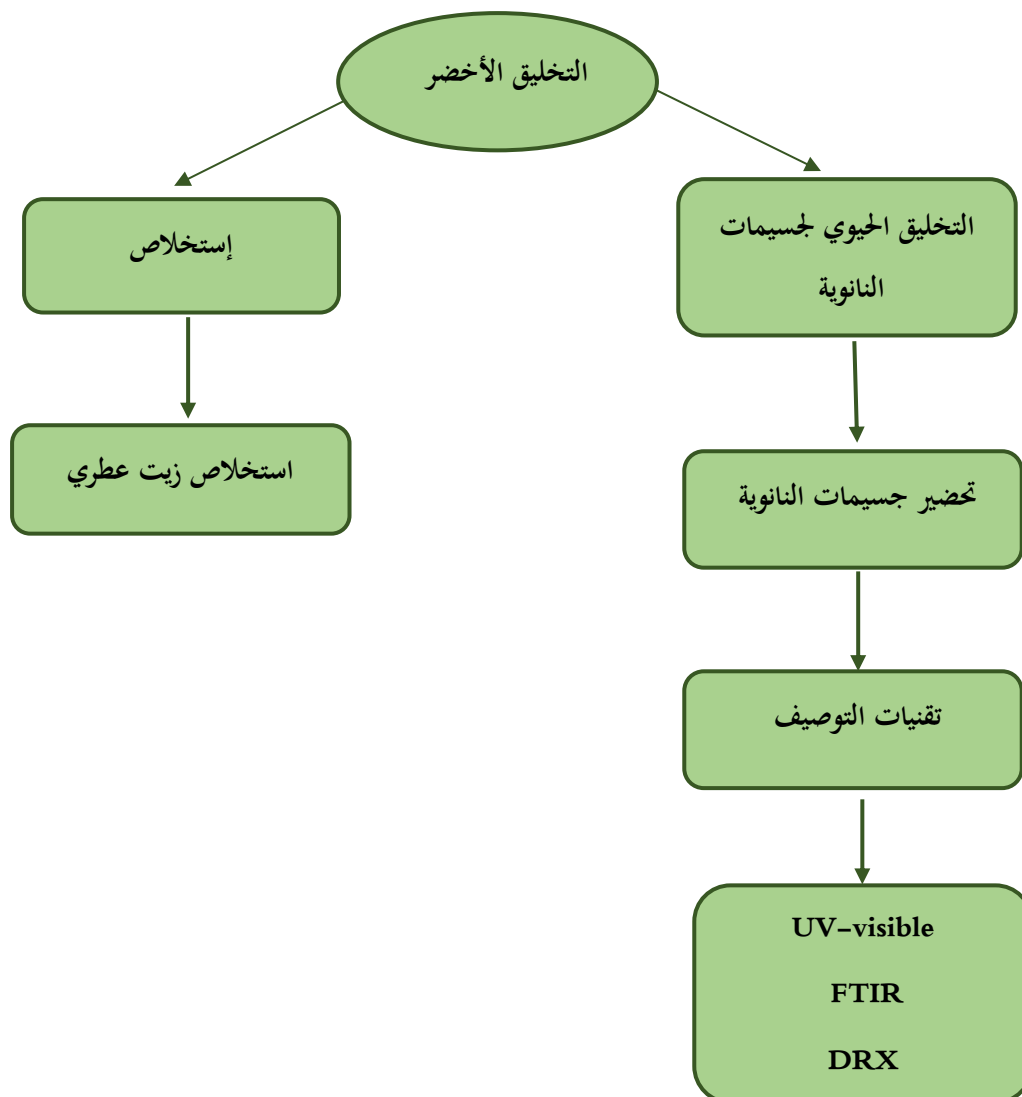 التخليق الأخضر
التخليق الحيوي لجسيمات
النانوية
إستخلاص
استخلاص زيت عطري
تحضير جسيمات النانوية
تقنيات التوصيف
UV-visible
FTIR
DRX